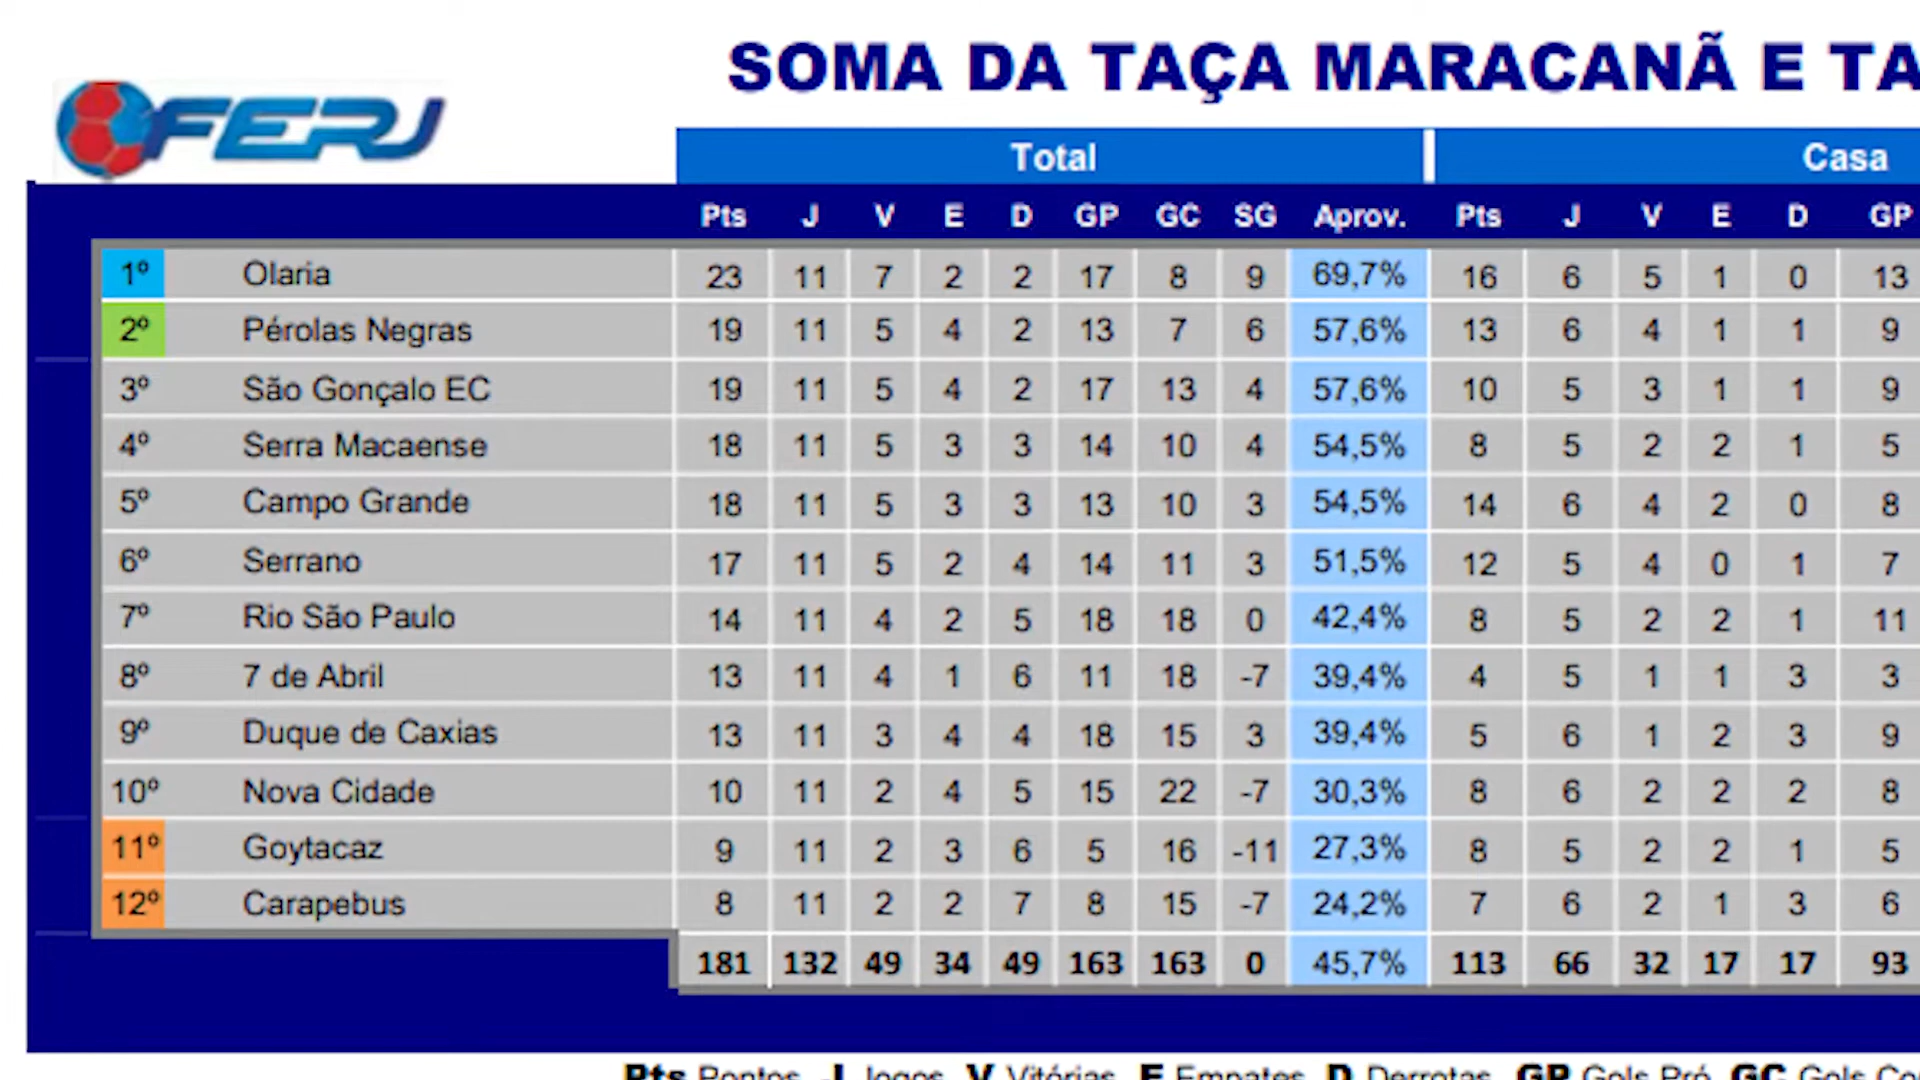 SOMA DA TAÇA MARACANÃ E TA
FERJ
Total Casa
Pts J V E D GP GC SG Aprov. Pts J V E D GP
1º Olaria 23 11 7 2 2 17 8 9 69,7% 16 6 5 1 0 13
2º Pérolas Negras 19 11 5 4 2 13 7 6 57,6% 13 6 4 1 1 9
3º São Gonçalo EC 19 11 5 4 2 17 13 4 57,6% 10 5 3 1 1 9
4º Serra Macaense 18 11 5 3 3 14 10 4 54,5% 8 5 2 2 1 5
5º Campo Grande 18 11 5 3 3 13 10 3 54,5% 14 6 4 2 0 8
6º Serrano 17 11 5 2 4 14 11 3 51,5% 12 5 4 0 1 7
7º Rio São Paulo 14 11 4 2 5 18 18 0 42,4% 8 5 2 2 1 11
8º 7 de Abril 13 11 4 1 6 11 18 -7 39,4% 4 5 1 1 3 3
9º Duque de Caxias 13 11 3 4 4 18 15 3 39,4% 5 6 1 2 3 9
10º Nova Cidade 10 11 2 4 5 15 22 -7 30,3% 8 6 2 2 2 8
11º Goytacaz 9 11 2 3 6 5 16 -11 27,3% 8 5 2 2 1 5
12º Carapebus 8 11 2 2 7 8 15 -7 24,2% 7 6 2 1 3 6
181 132 49 34 49 163 163 0 45,7% 113 66 32 17 17 93
Pts Pontos J Jogos V Vitórias E Empates D Derrotas GP Gols Pró GC Gols Co